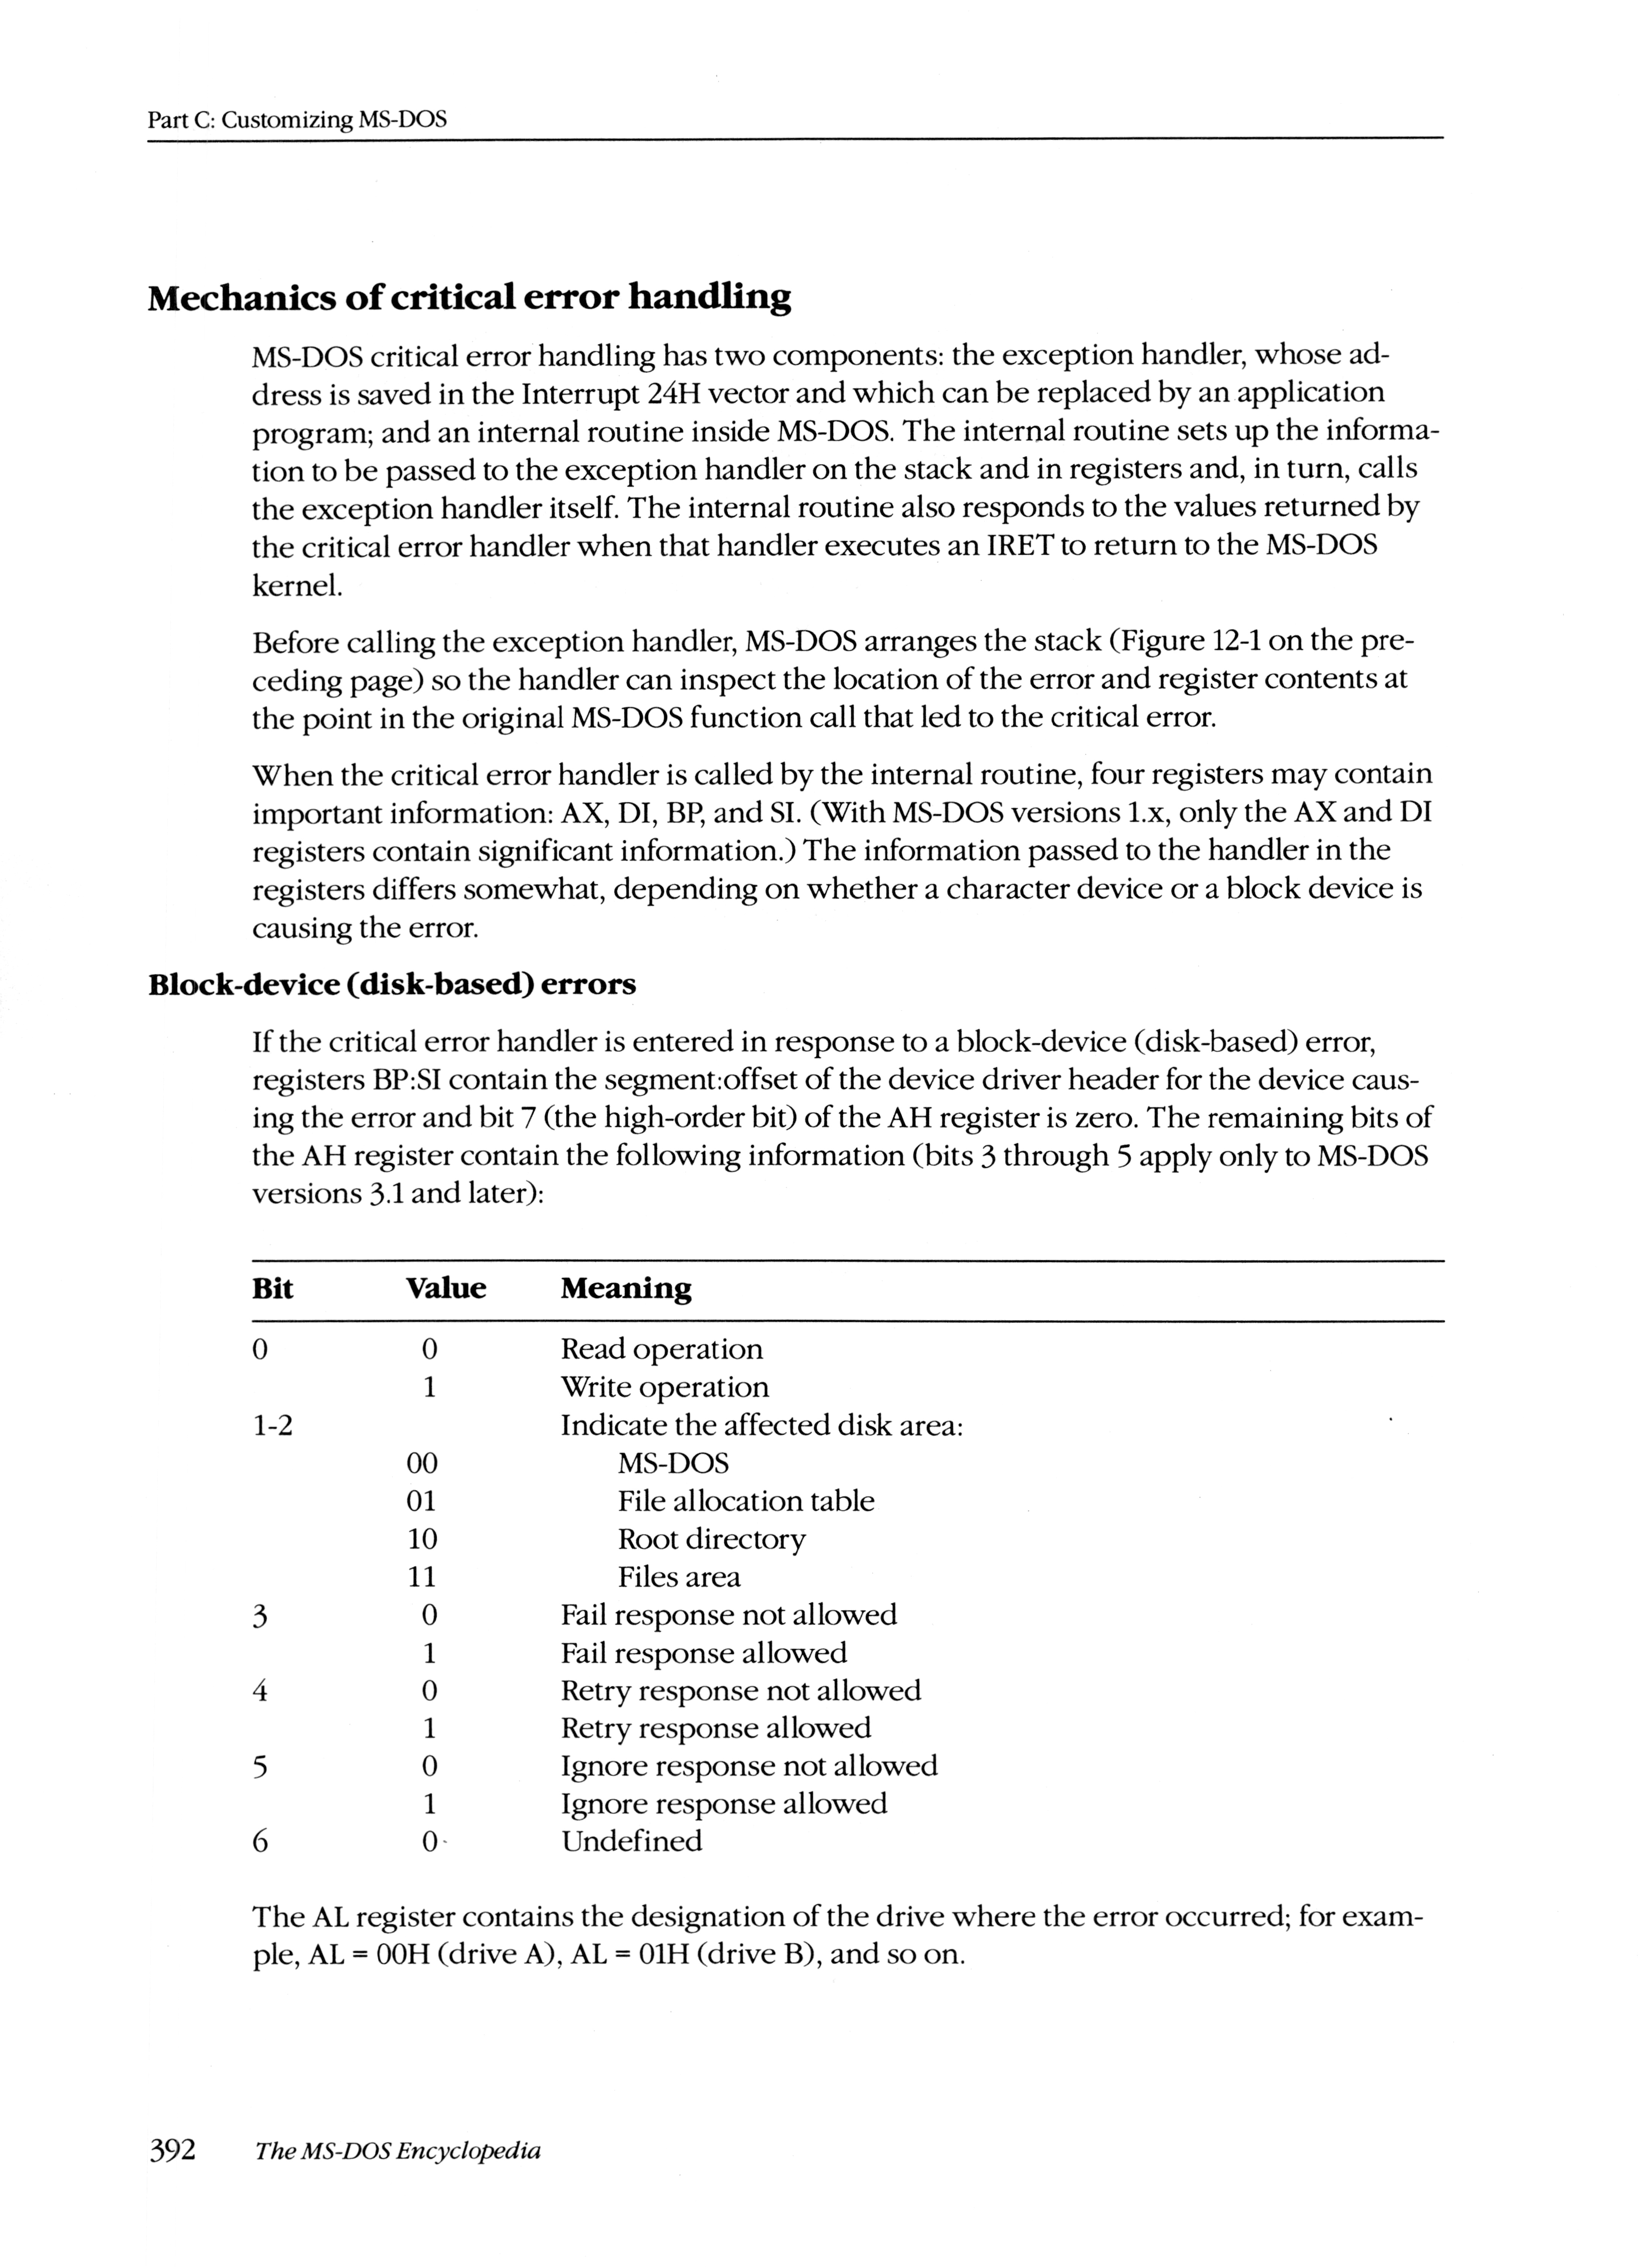 Part C: Customizing MS-DOS
Mechanics of critical error handling
MS-DOS critical error handling has two components: the exception handler, whose ad-
dress is saved in the Interrupt 24H vector and which can be replaced by an application
program; and an internal routine inside MS-DOS. The internal routine sets up the informa-
tion to be passed to the exception handler on the stack and in registers and, in turn, calls
the exception handler itself. The internal routine also responds to the values returned by
the critical error handler when that handler executes an IRET to return to the MS-DOS
kernel.
Before calling the exception handler, MS-DOS arranges the stack (Figure 12-1 on the pre-
ceding page) so the handler can inspect the location of the error and register contents at
the point in the original MS-DOS function call that led to the critical error.
When the critical error handler is called by the internal routine, four registers may contain
important information: AX, DI, BP, and SI. (With MS-DOS versions 1.x, only the AX and DI
registers contain significant information.) The information passed to the handler in the
registers differs somewhat, depending on whether a character device or a block device is
causing the error.
Block-device (disk-based) errors
If the critical error handler is entered in response to a block-device (disk-based) error,
registers BP:SI contain the segment:offset of the device driver header for the device caus-
ing the error and bit 7 (the high-order bit) of the AH register is zero. The remaining bits of
the AH register contain the following information (bits 3 through 5 apply only to MS-DOS
versions 3.1 and later):
Bit Value Meaning
0 0 Read operation
1 Write operation
1-2 Indicate the affected disk area:
00 MS-DOS
01 File allocation table
10 Root directory
11 Files area
3 0 Fail response not allowed
1 Fail response allowed
4 0 Retry response not allowed
1 Retry response allowed
5 0 Ignore response not allowed
1 Ignore response allowed
6 0 Undefined
The AL register contains the designation of the drive where the error occurred; for exam-
ple, AL = 00H (drive A), AL = 01H (drive B), and so on.
392 The MS-DOS Encyclopedia